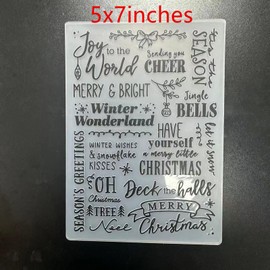 5x7inches
Joy
to the
World
Sending you
CHEER
'tis the
SEASON
MERRY & BRIGHT
Jingle
BELLS
Winter
Wonderland
HAVE
yourself
a merry little
CHRISTMAS
let it snow
SEASON'S GREETINGS
WINTER WISHES
& snowflake
KISSES
OH
Christmas
TREE
Deck the halls
Noel
MERRY
Christmas